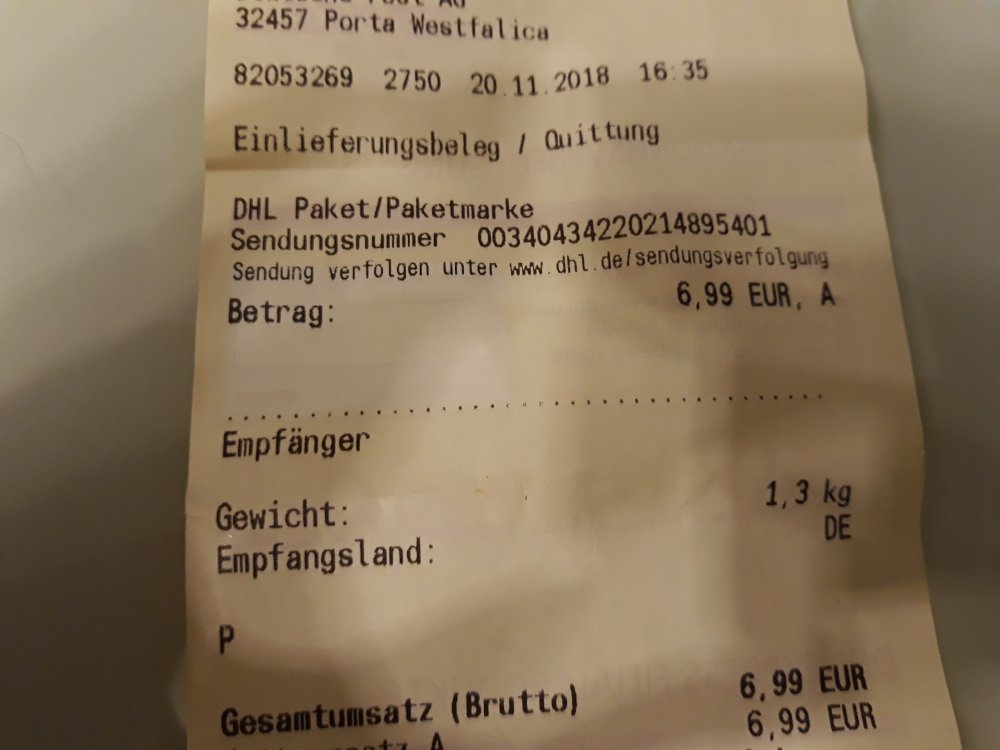 32457 Porta Westfalica
82053269 2750 20.11.2018 16:35
Einlieferungsbeleg / Quittung
DHL Paket/Paketmarke
Sendungsnummer 00340434220214895401
Sendung verfolgen unter www.dhl.de/sendungsverfolgung
Betrag: 6,99 EUR, A
Empfänger
Gewicht: 1,3 kg
Empfangsland: DE
P
Gesamtumsatz (Brutto) 6,99 EUR
A 6,99 EUR